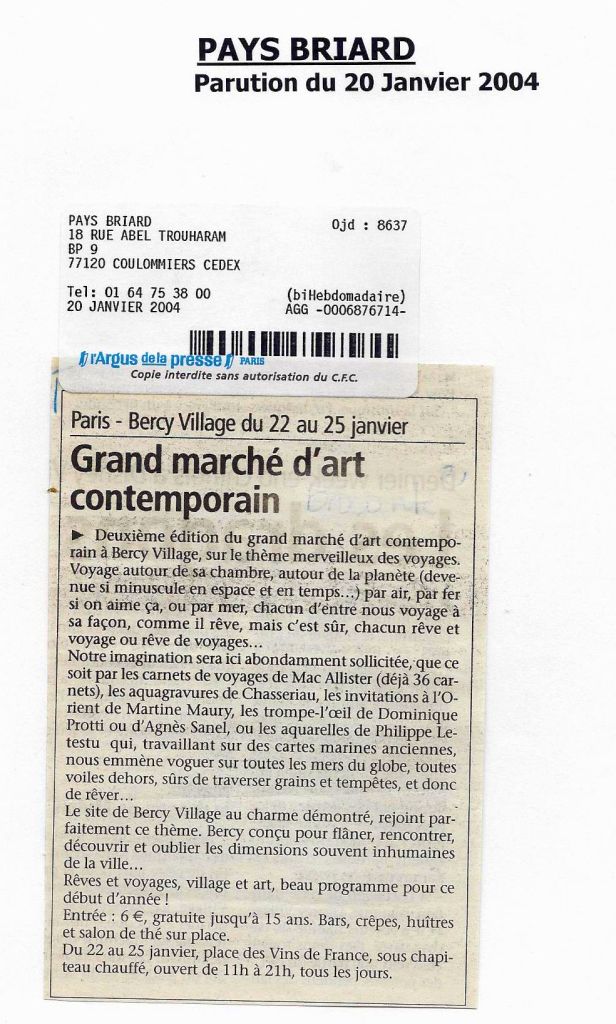 PAYS BRIARD
Parution du 20 Janvier 2004
PAYS BRIARD Ojd : 8637
18 RUE ABEL TROUHARAM
BP 9
77120 COULOMMIERS CEDEX
Tel: 01 64 75 38 00 (biHebdomadaire)
20 JANVIER 2004 AGG -0006876714-
l'Argus de la presse PARIS
Copie interdite sans autorisation du C.F.C.
Paris - Bercy Village du 22 au 25 janvier
Grand marché d'art
contemporain
► Deuxième édition du grand marché d'art contempo-
rain à Bercy Village, sur le thème merveilleux des voyages.
Voyage autour de sa chambre, autour de la planète (deve-
nue si minuscule en espace et en temps...) par air, par fer
si on aime ça, ou par mer, chacun d'entre nous voyage à
sa façon, comme il rêve, mais c'est sûr, chacun rêve et
voyage ou rêve de voyages...
Notre imagination sera ici abondamment sollicitée, que ce
soit par les carnets de voyages de Mac Allister (déjà 36 car-
nets), les aquagravures de Chasseriau, les invitations à l'O-
rient de Martine Maury, les trompe-l'œil de Dominique
Protti ou d'Agnès Sanel, ou les aquarelles de Philippe Le-
testu qui, travaillant sur des cartes marines anciennes,
nous emmène voguer sur toutes les mers du globe, toutes
voiles dehors, sûrs de traverser grains et tempêtes, et donc
de rêver...
Le site de Bercy Village au charme démontré, rejoint par-
faitement ce thème. Bercy conçu pour flâner, rencontrer,
découvrir et oublier les dimensions souvent inhumaines
de la ville...
Rêves et voyages, village et art, beau programme pour ce
début d'année !
Entrée : 6 €, gratuite jusqu'à 15 ans. Bars, crêpes, huîtres
et salon de thé sur place.
Du 22 au 25 janvier, place des Vins de France, sous chapi-
teau chauffé, ouvert de 11h à 21h, tous les jours.